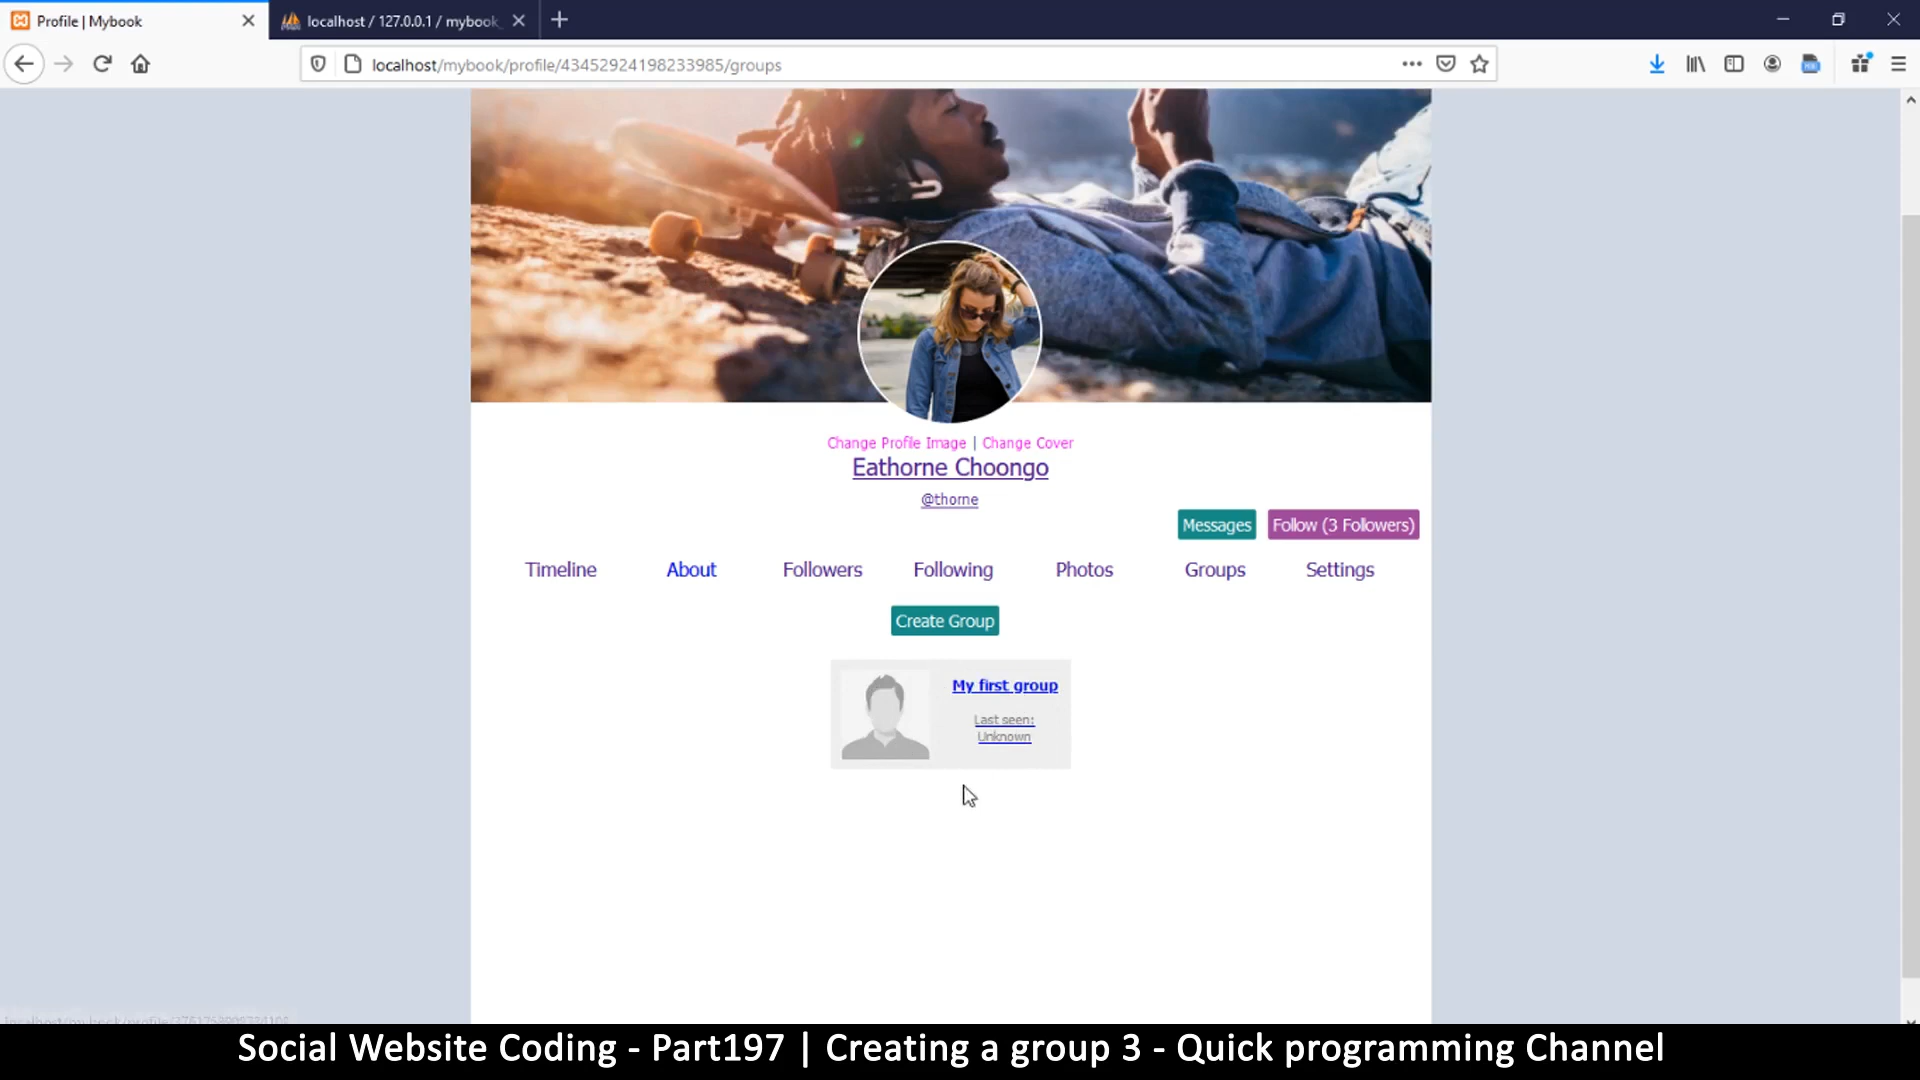 Profile | Mybook
localhost / 127.0.0.1 / mybook
localhost/mybook/profile/43452924198233985/groups
Change Profile Image | Change Cover
Eathorne Choongo
@thorne
Messages
Follow (3 Followers)
Timeline
About
Followers
Following
Photos
Groups
Settings
Create Group
My first group
Last seen:
Unknown
Social Website Coding - Part197 | Creating a group 3 - Quick programming Channel